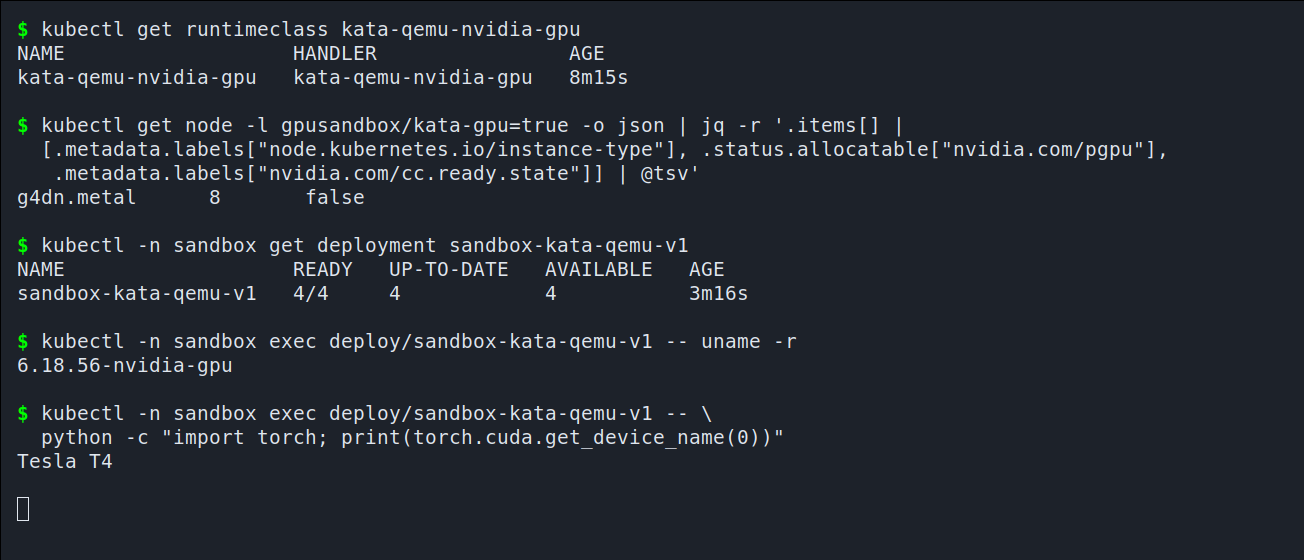 $ kubectl get runtimeclass kata-qemu-nvidia-gpu
NAME                   HANDLER                AGE
kata-qemu-nvidia-gpu   kata-qemu-nvidia-gpu   8m15s
$ kubectl get node -l gpusandbox/kata-gpu=true -o json | jq -r '.items[] |
  [.metadata.labels["node.kubernetes.io/instance-type"], .status.allocatable["nvidia.com/pgpu"],
   .metadata.labels["nvidia.com/cc.ready.state"]] | @tsv'
g4dn.metal      8       false
$ kubectl -n sandbox get deployment sandbox-kata-qemu-v1
NAME                   READY   UP-TO-DATE   AVAILABLE   AGE
sandbox-kata-qemu-v1   4/4     4            4           3m16s
$ kubectl -n sandbox exec deploy/sandbox-kata-qemu-v1 -- uname -r
6.18.56-nvidia-gpu
$ kubectl -n sandbox exec deploy/sandbox-kata-qemu-v1 -- \
  python -c "import torch; print(torch.cuda.get_device_name(0))"
Tesla T4